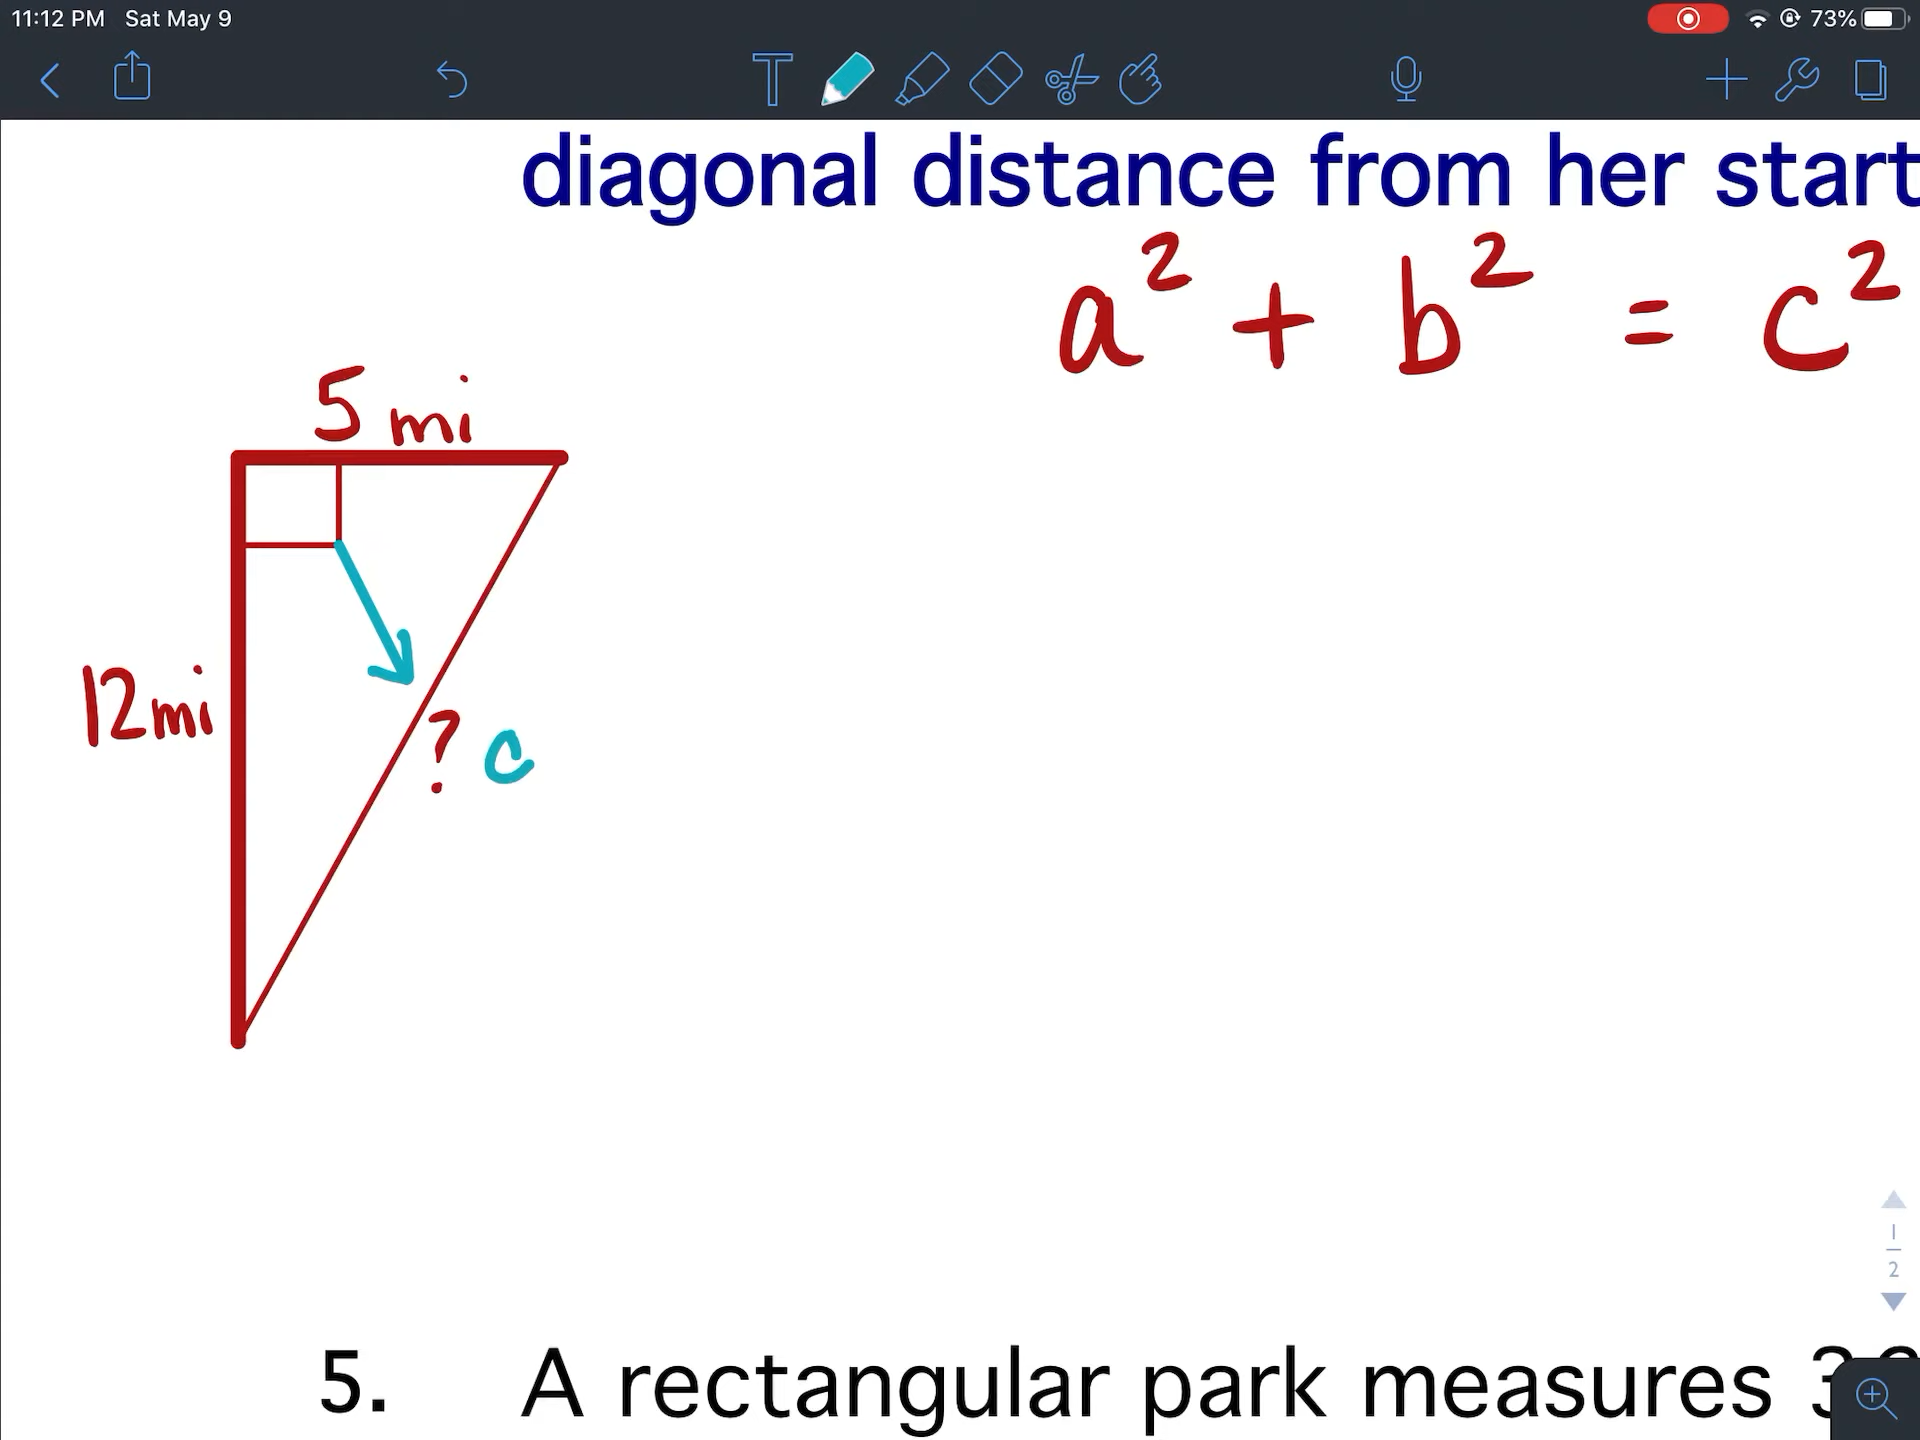 11:12 PM Sat May 9
73%
T
diagonal distance from her start
a² + b² = c²
5 mi
12mi
? c
1
2
5. A rectangular park measures